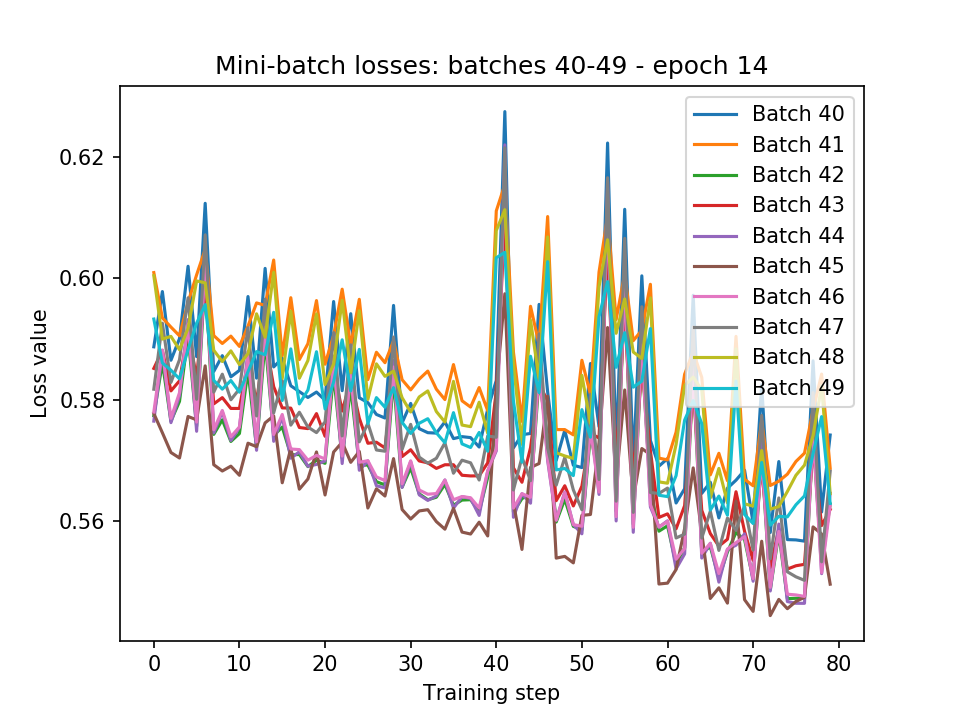 Mini-batch losses: batches 40-49 - epoch 14
Loss value
0.62
0.60
0.58
0.56
Batch 40
Batch 41
Batch 42
Batch 43
Batch 44
Batch 45
Batch 46
Batch 47
Batch 48
Batch 49
0 10 20 30 40 50 60 70 80
Training step